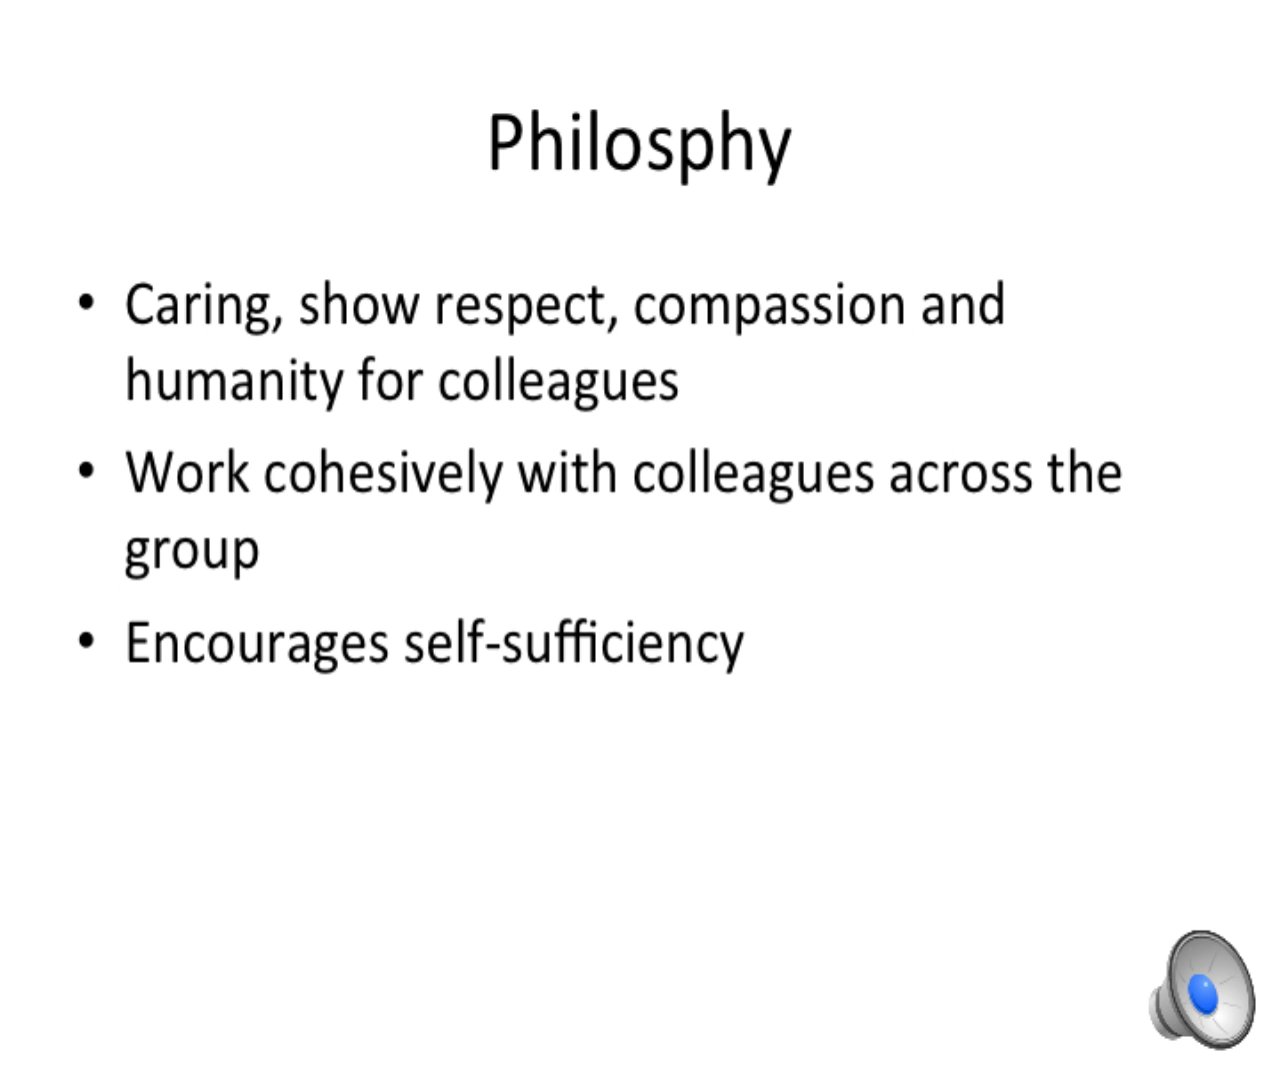 Philosphy
• Caring, show respect, compassion and
humanity for colleagues
• Work cohesively with colleagues across the
group
• Encourages self-sufficiency